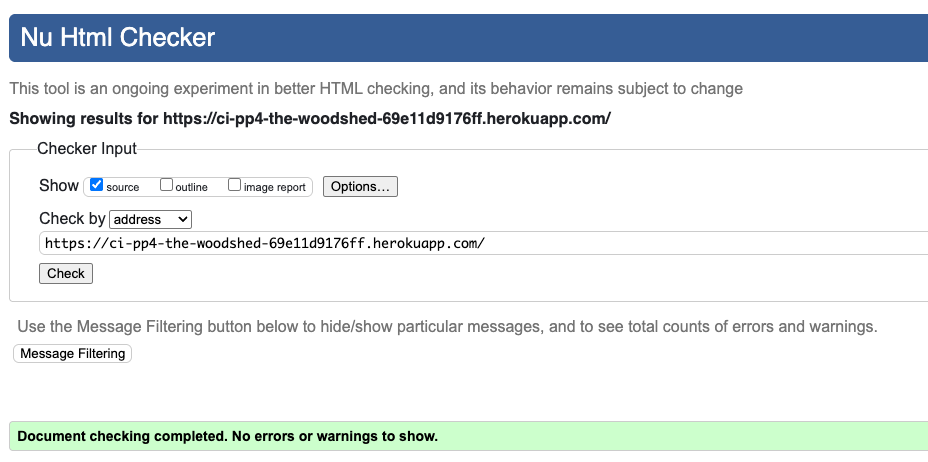 Nu Html Checker
This tool is an ongoing experiment in better HTML checking, and its behavior remains subject to change
Showing results for https://ci-pp4-the-woodshed-69e11d9176ff.herokuapp.com/
Checker Input
Show source outline image report Options...
Check by address
https://ci-pp4-the-woodshed-69e11d9176ff.herokuapp.com/
Check
Use the Message Filtering button below to hide/show particular messages, and to see total counts of errors and warnings.
Message Filtering
Document checking completed. No errors or warnings to show.